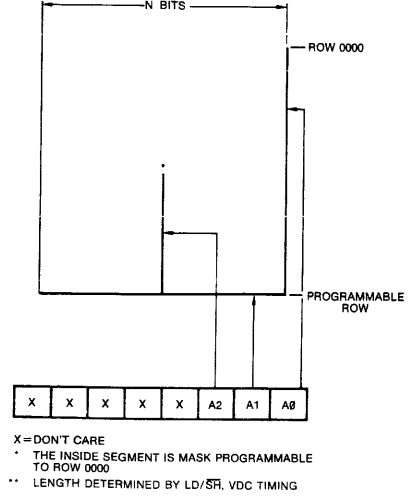 N BITS
ROW 0000
*
PROGRAMMABLE
ROW
X X X X X A2 A1 AØ
X = DON'T CARE
* THE INSIDE SEGMENT IS MASK PROGRAMMABLE
TO ROW 0000
** LENGTH DETERMINED BY LD/S̅H̅, VDC TIMING